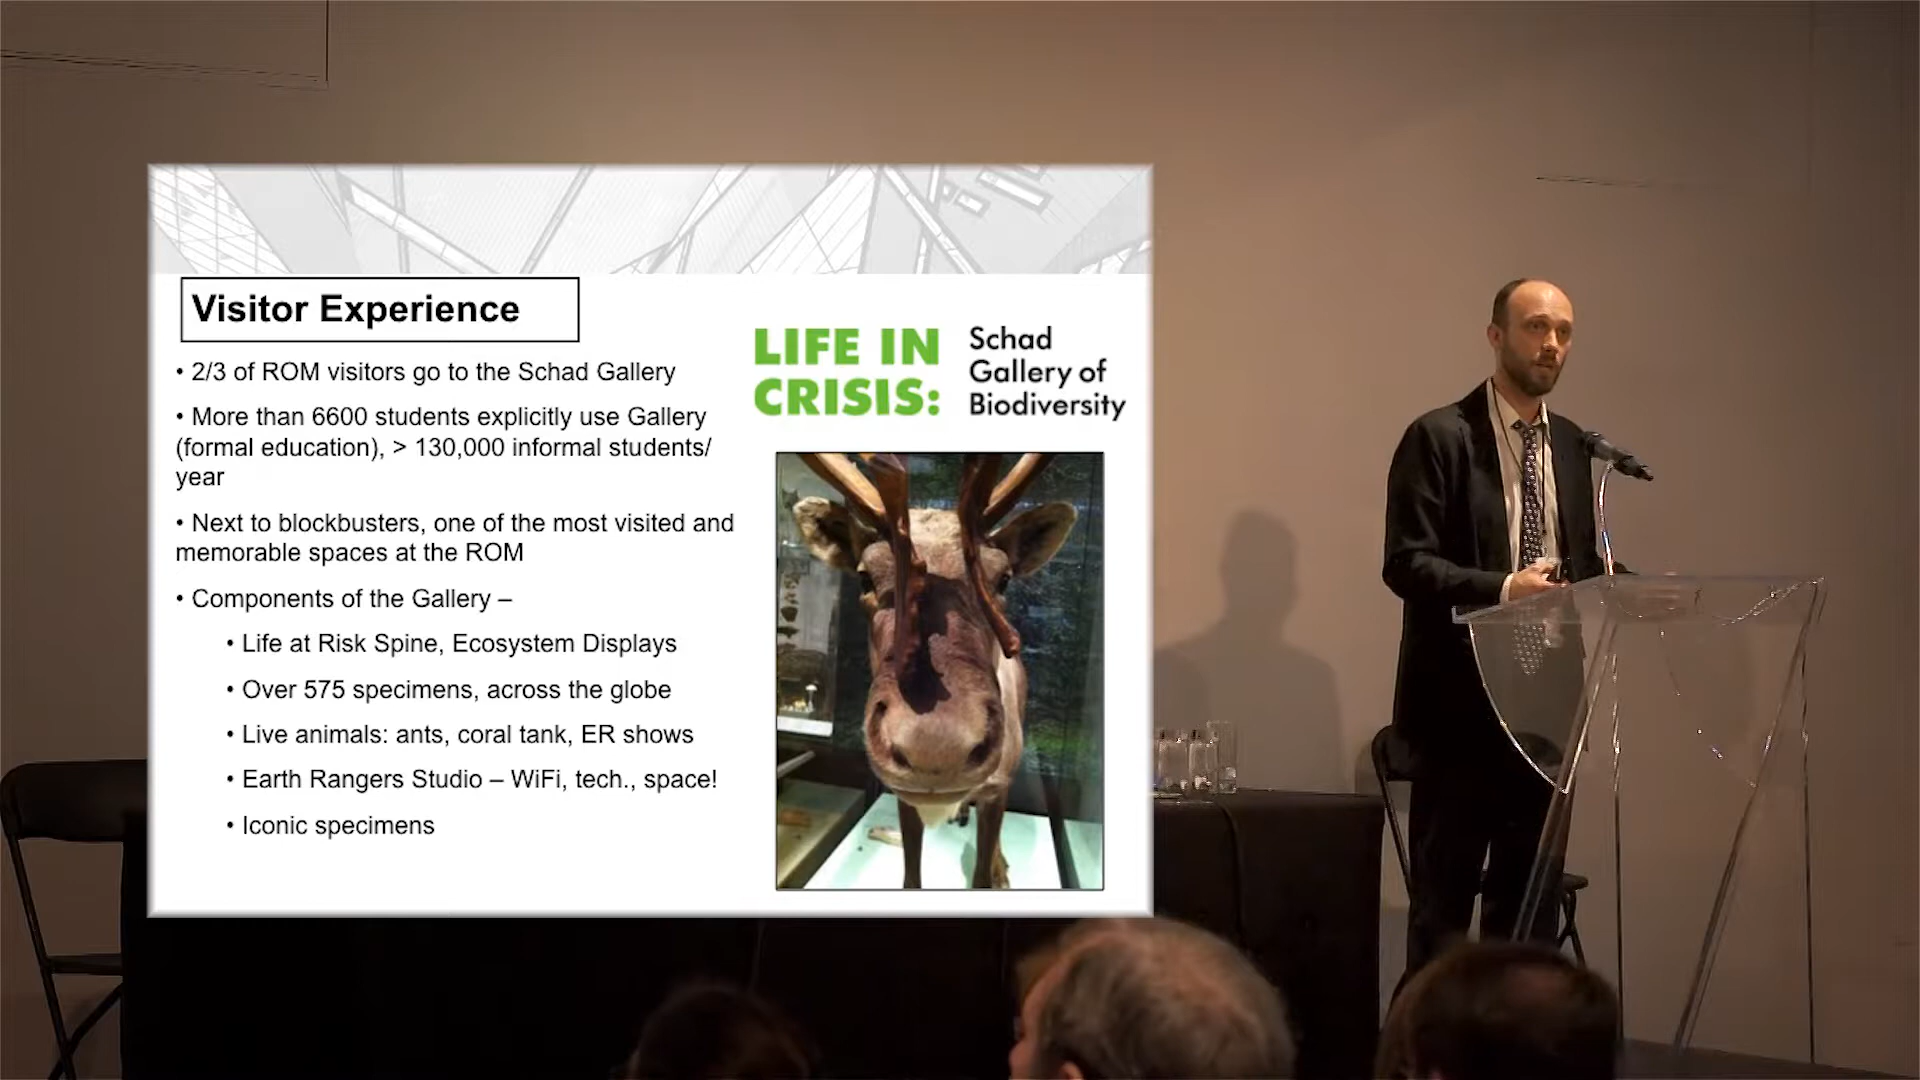 Visitor Experience
• 2/3 of ROM visitors go to the Schad Gallery
• More than 6600 students explicitly use Gallery
(formal education), > 130,000 informal students/
year
• Next to blockbusters, one of the most visited and
memorable spaces at the ROM
• Components of the Gallery –
• Life at Risk Spine, Ecosystem Displays
• Over 575 specimens, across the globe
• Live animals: ants, coral tank, ER shows
• Earth Rangers Studio – WiFi, tech., space!
• Iconic specimens
LIFE IN
CRISIS:
Schad
Gallery of
Biodiversity